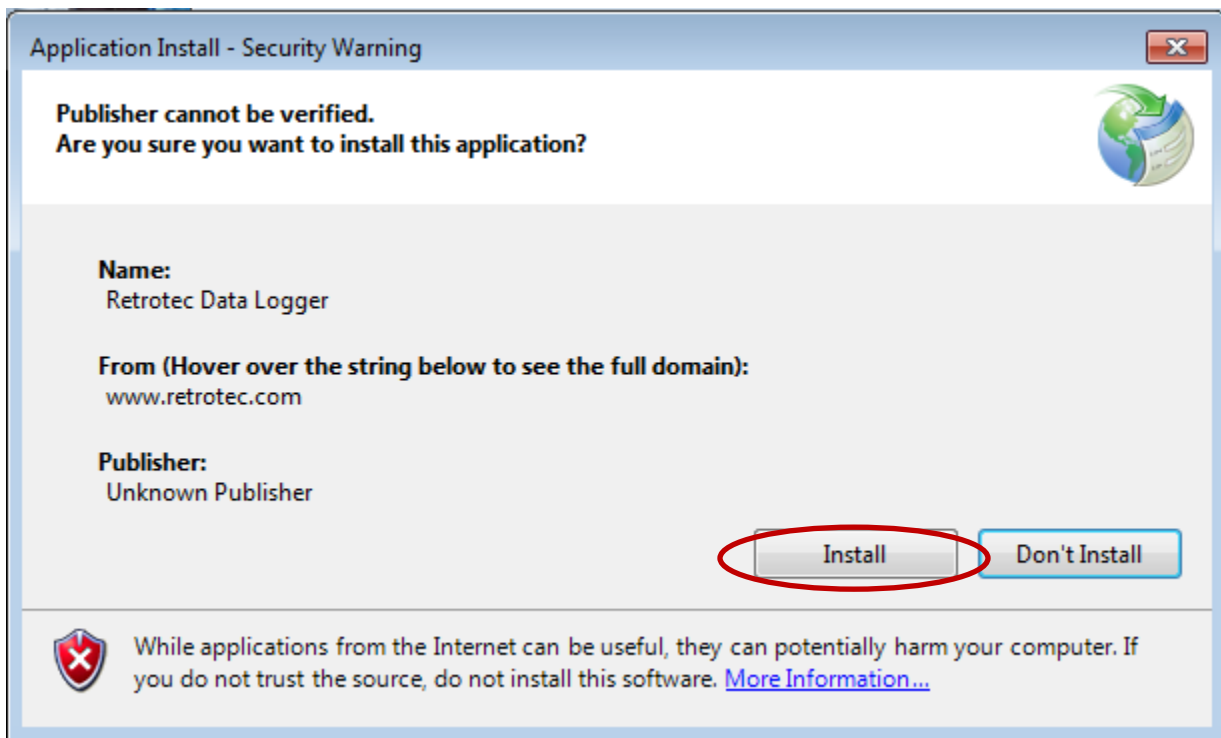 Application Install - Security Warning
Publisher cannot be verified.
Are you sure you want to install this application?
Name:
Retrotec Data Logger
From (Hover over the string below to see the full domain):
www.retrotec.com
Publisher:
Unknown Publisher
Install
Don't Install
While applications from the Internet can be useful, they can potentially harm your computer. If
you do not trust the source, do not install this software. More Information...